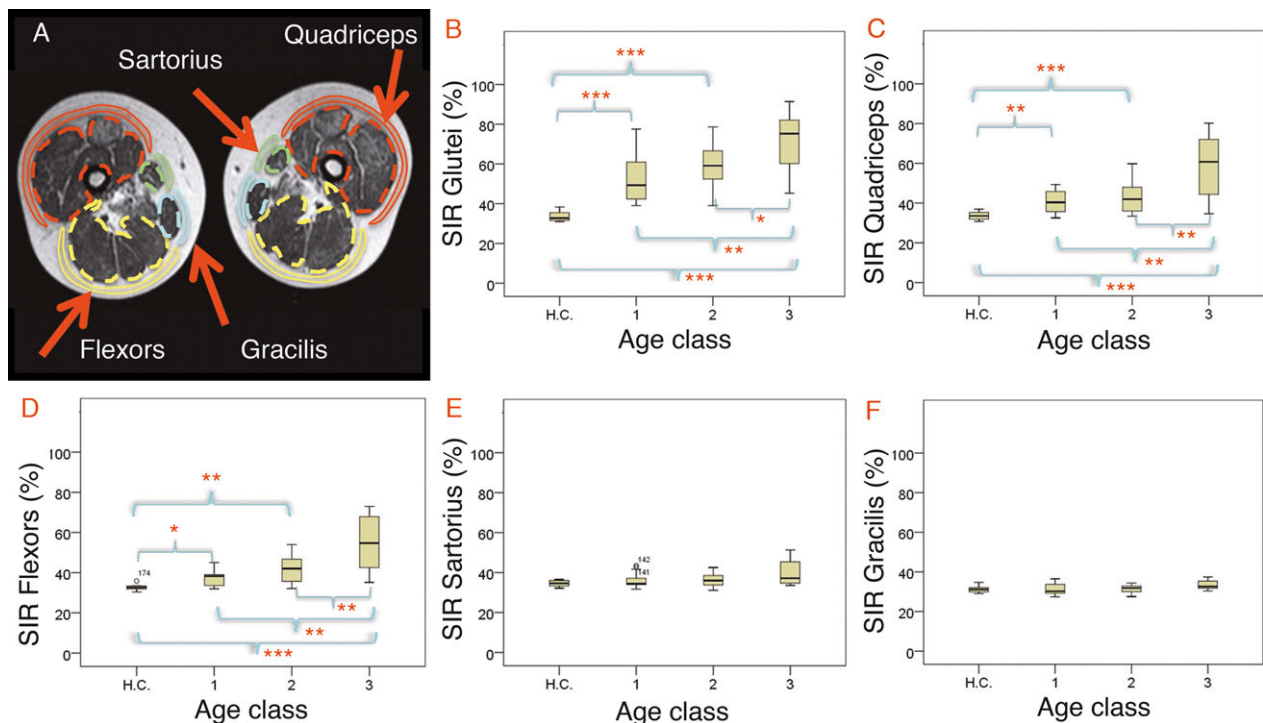 A
Quadriceps
Sartorius
Flexors
Gracilis
B
SIR Glutei (%)
100
80
60
40
20
0
***
***
*
**
***
H.C. 1 2 3
Age class
C
SIR Quadriceps (%)
100
80
60
40
20
0
***
**
**
**
***
H.C. 1 2 3
Age class
D
SIR Flexors (%)
100
80
60
40
20
0
**
*
174
**
**
***
H.C. 1 2 3
Age class
E
SIR Sartorius (%)
100
80
60
40
20
0
142
141
H.C. 1 2 3
Age class
F
SIR Gracilis (%)
100
80
60
40
20
0
H.C. 1 2 3
Age class